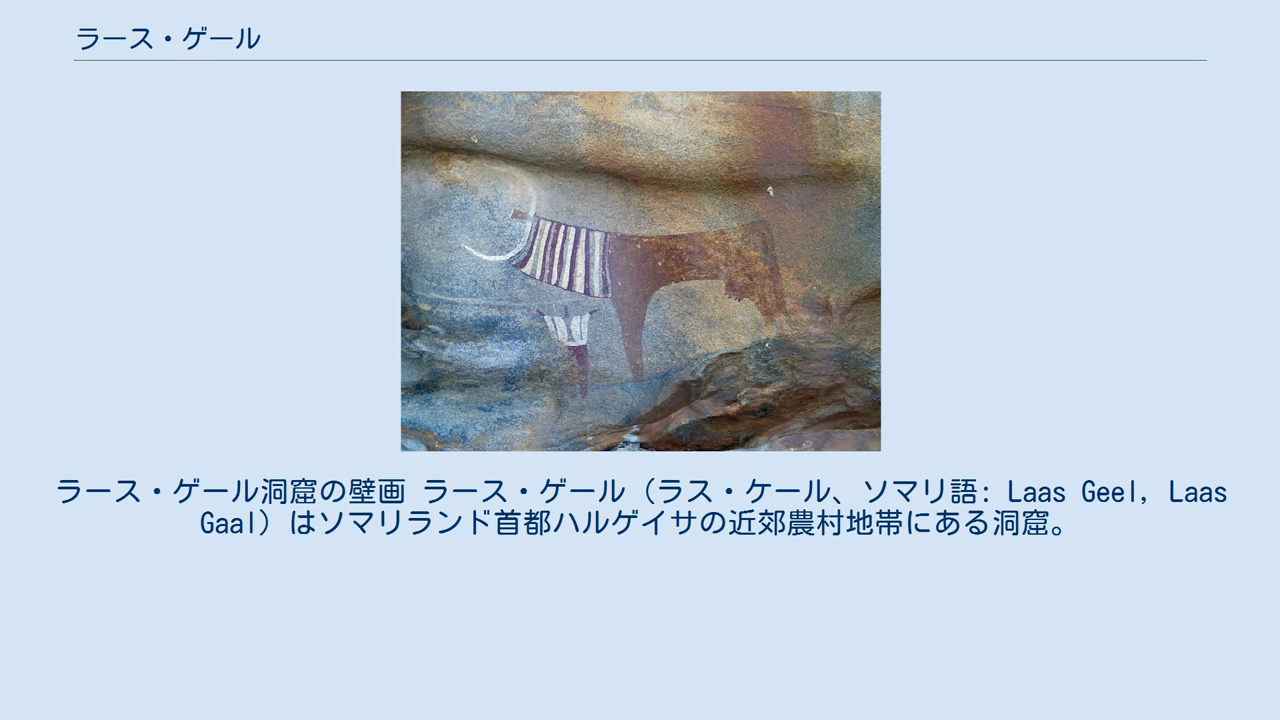 ラース・ゲール
ラース・ゲール洞窟の壁画 ラース・ゲール（ラス・ケール、ソマリ語: Laas Geel, Laas
Gaal）はソマリランド首都ハルゲイサの近郊農村地帯にある洞窟。